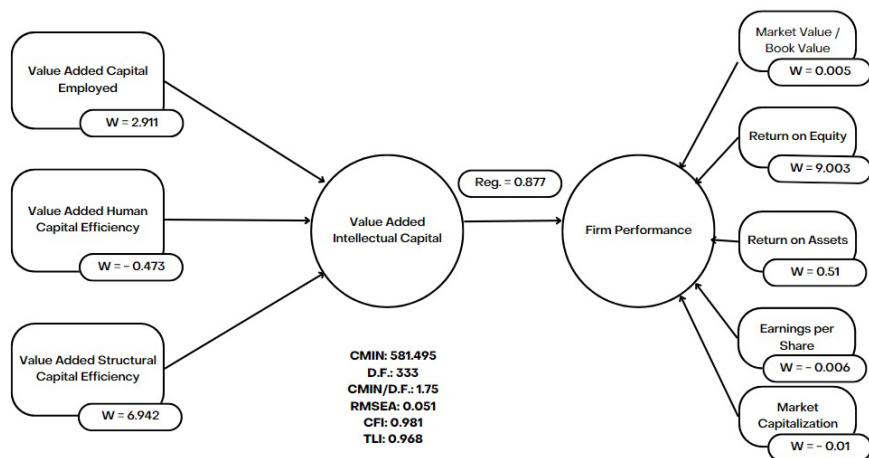 Value Added Capital
Employed
W = 2.911
Value Added Human
Capital Efficiency
W = - 0.473
Value Added Structural
Capital Efficiency
W = 6.942
Value Added
Intellectual Capital
Reg. = 0.877
Firm Performance
Market Value /
Book Value
W = 0.005
Return on Equity
W = 9.003
Return on Assets
W = 0.51
Earnings per
Share
W = - 0.006
Market
Capitalization
W = - 0.01
CMIN: 581.495
D.F.: 333
CMIN/D.F.: 1.75
RMSEA: 0.051
CFI: 0.981
TLI: 0.968